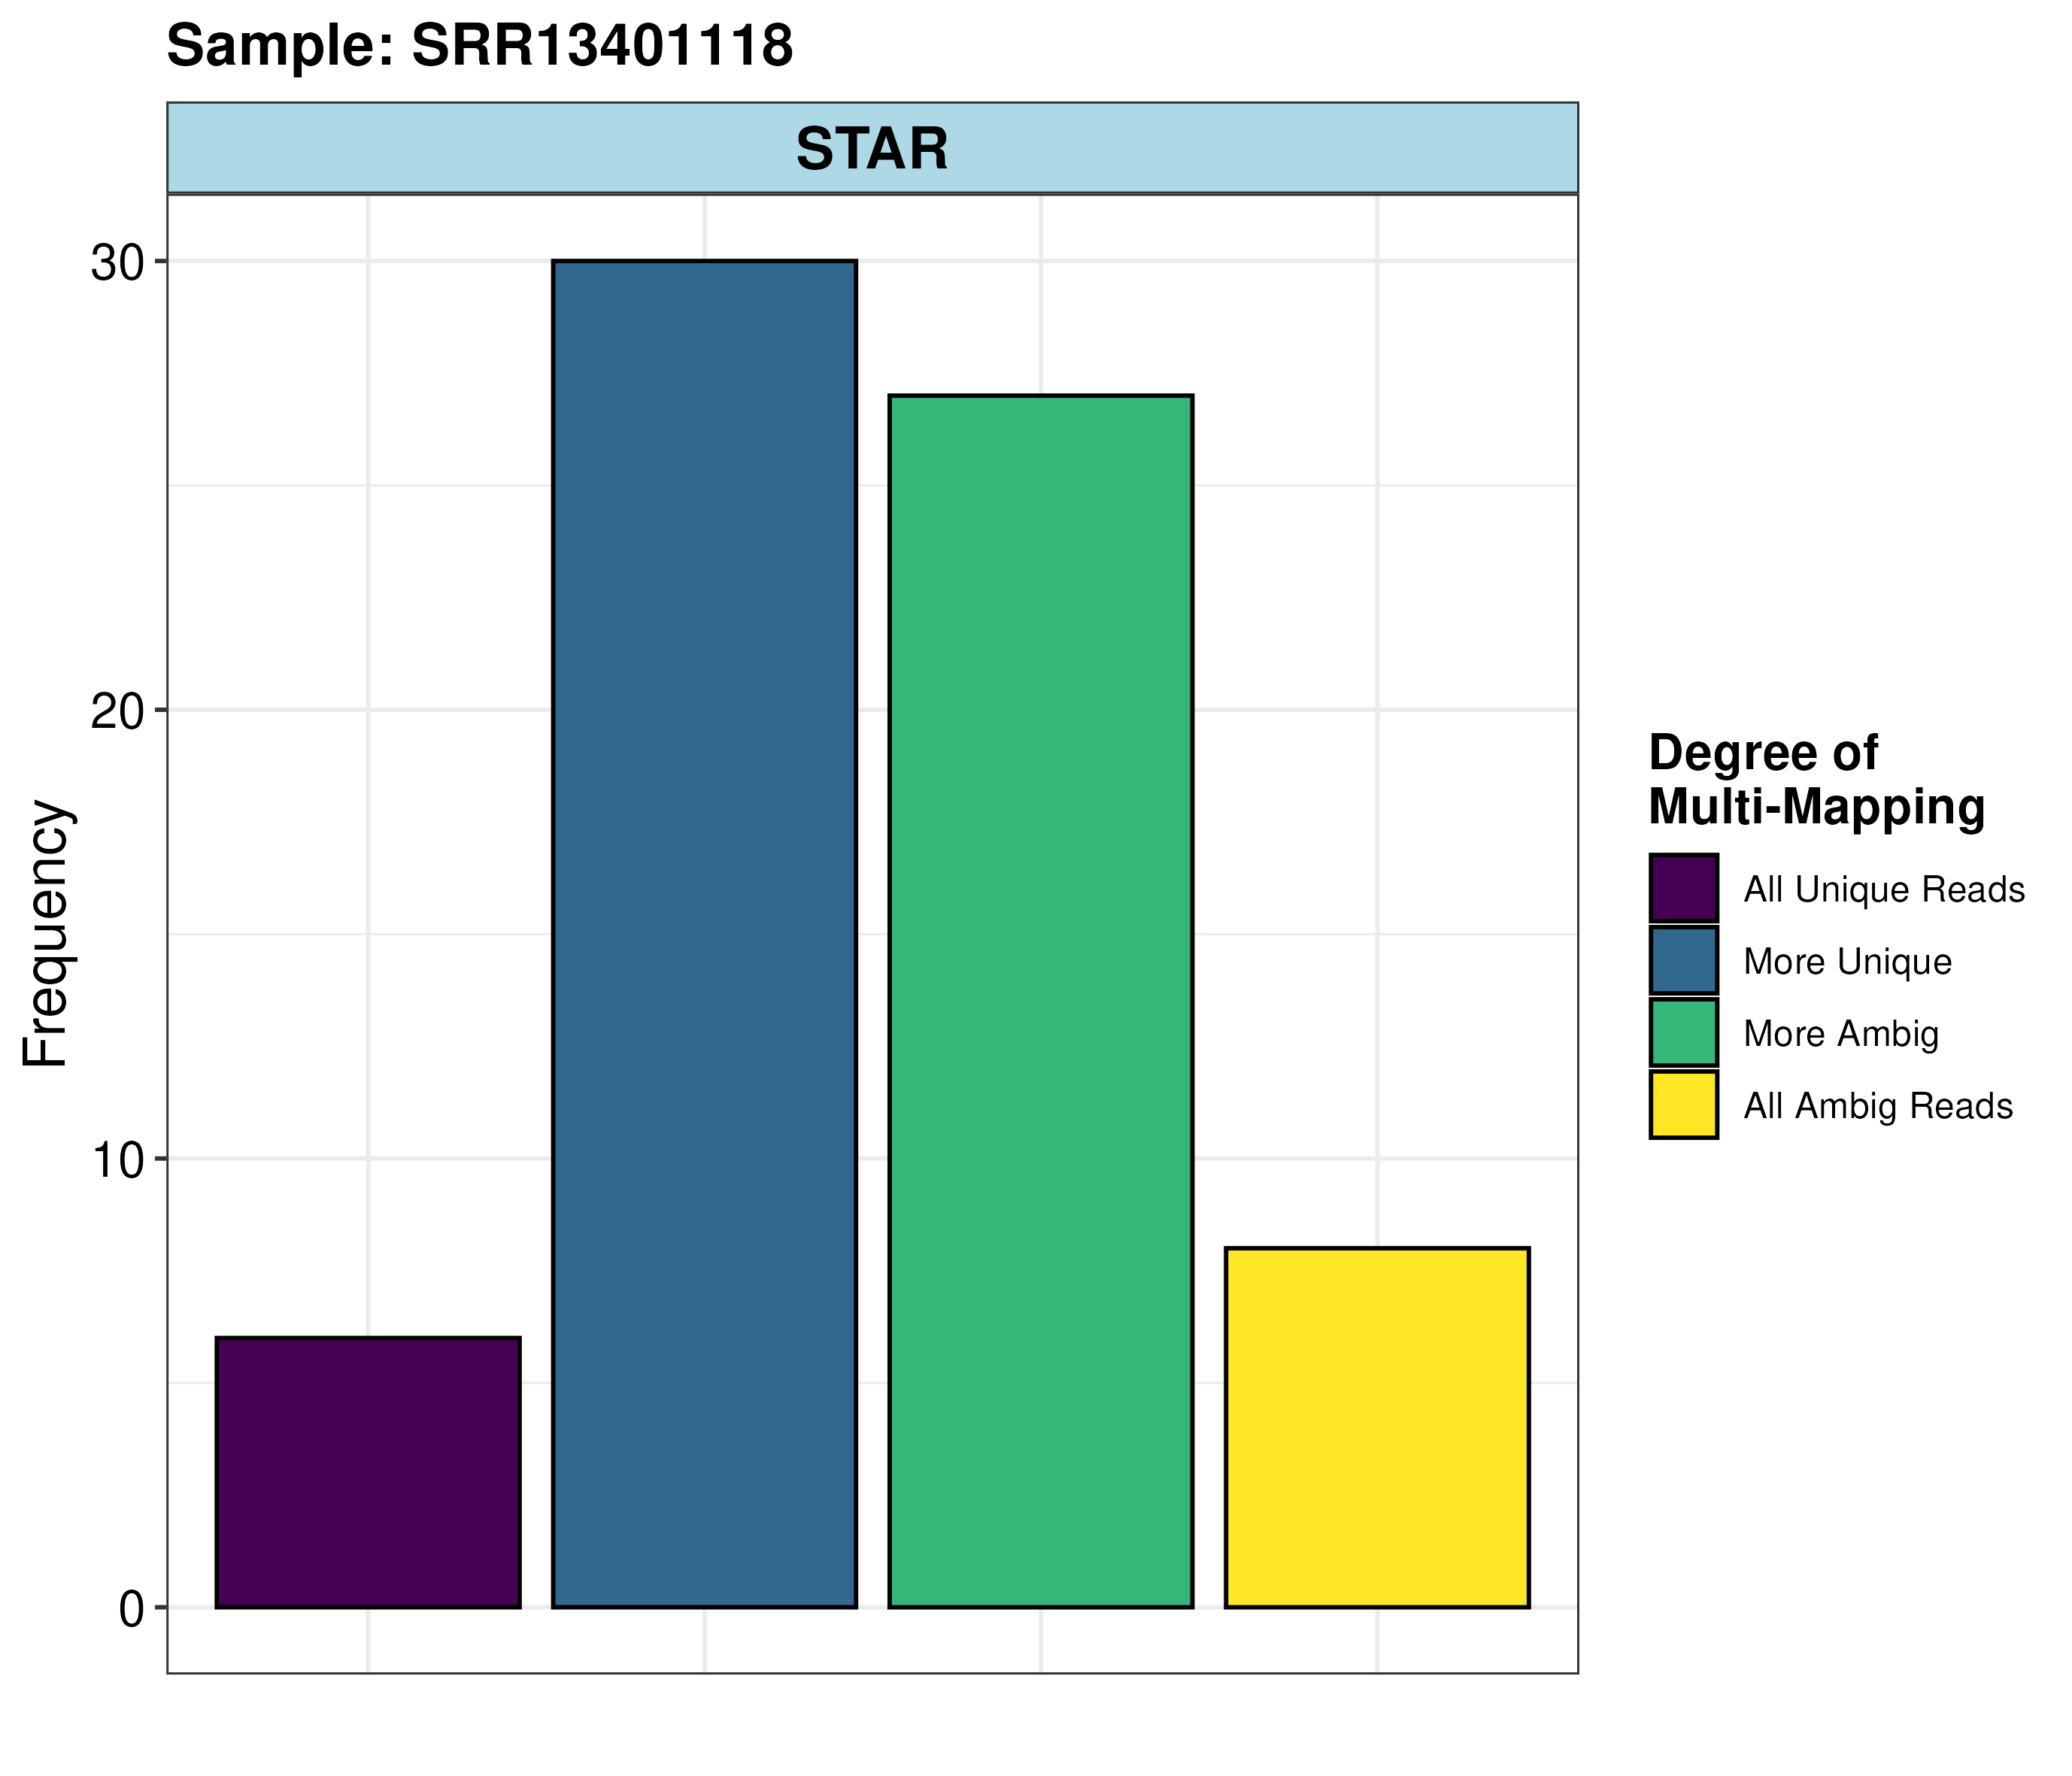 Sample: SRR13401118
STAR
30
20
10
0
Frequency
Degree of
Multi-Mapping
All Unique Reads
More Unique
More Ambig
All Ambig Reads